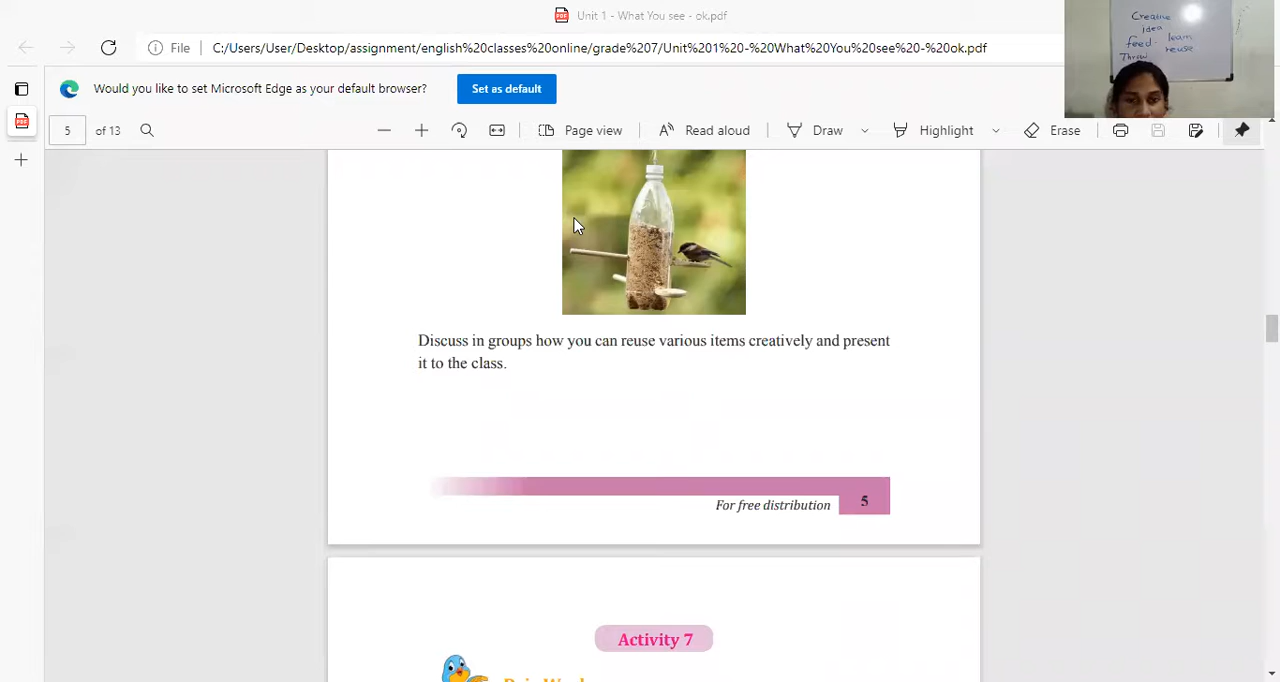 Unit 1 - What You see - ok.pdf
File
C:/Users/User/Desktop/assignment/english%20classes%20online/grade%207/Unit%201%20-%20What%20You%20see%20-%20ok.pdf
Would you like to set Microsoft Edge as your default browser?
Set as default
5
of 13
Page view
Read aloud
Draw
Highlight
Erase
Creative
idea
feed - learn
reuse
Throw
Discuss in groups how you can reuse various items creatively and present
it to the class.
For free distribution
5
Activity 7